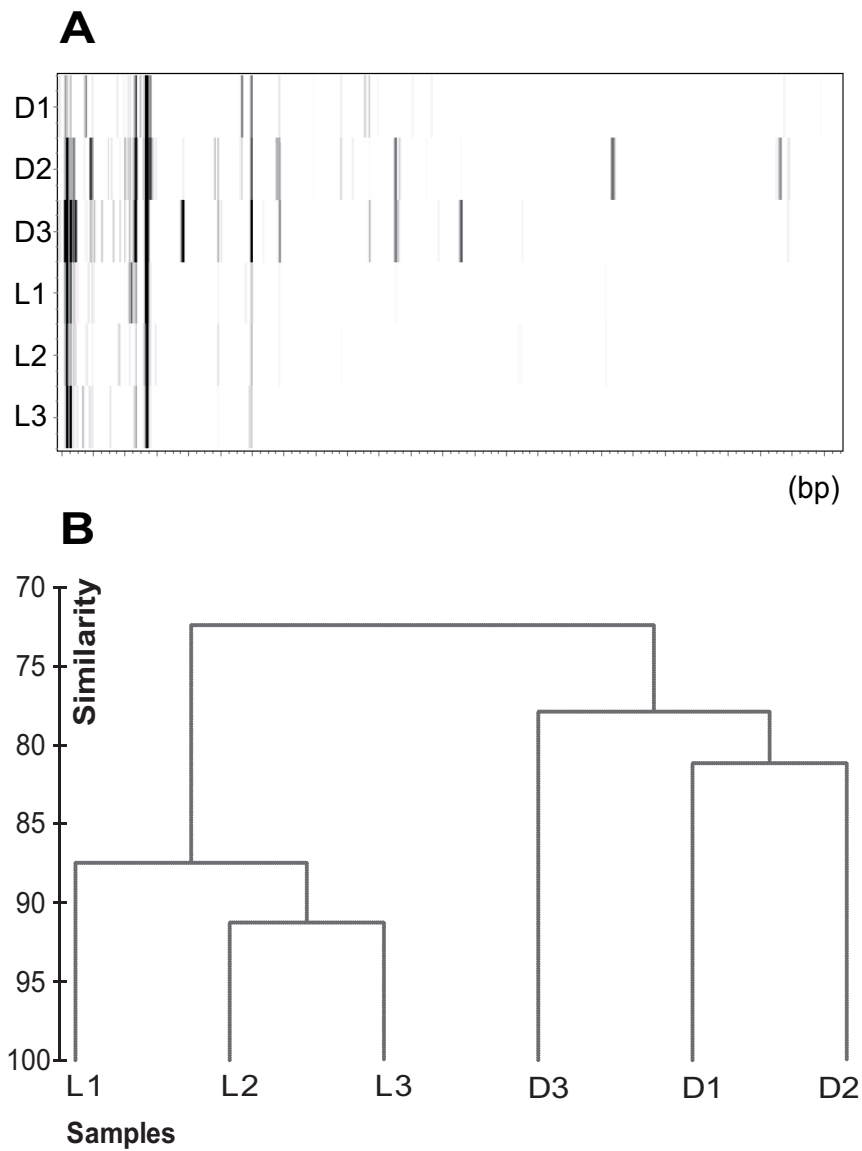 A
D1
D2
D3
L1
L2
L3
(bp)
B
Similarity
70
75
80
85
90
95
100
L1 L2 L3 D3 D1 D2
Samples